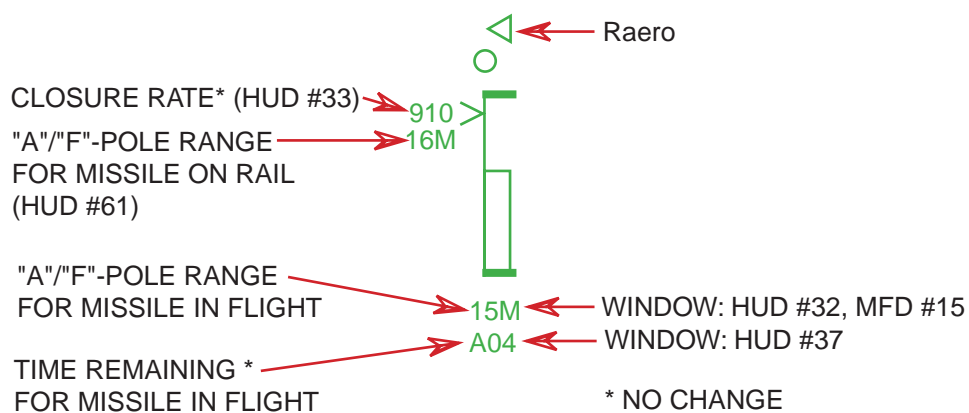 Raero
CLOSURE RATE* (HUD #33)
910
"A"/"F"-POLE RANGE
FOR MISSILE ON RAIL
(HUD #61)
16M
"A"/"F"-POLE RANGE
FOR MISSILE IN FLIGHT
15M
WINDOW: HUD #32, MFD #15
A04
WINDOW: HUD #37
TIME REMAINING *
FOR MISSILE IN FLIGHT
* NO CHANGE